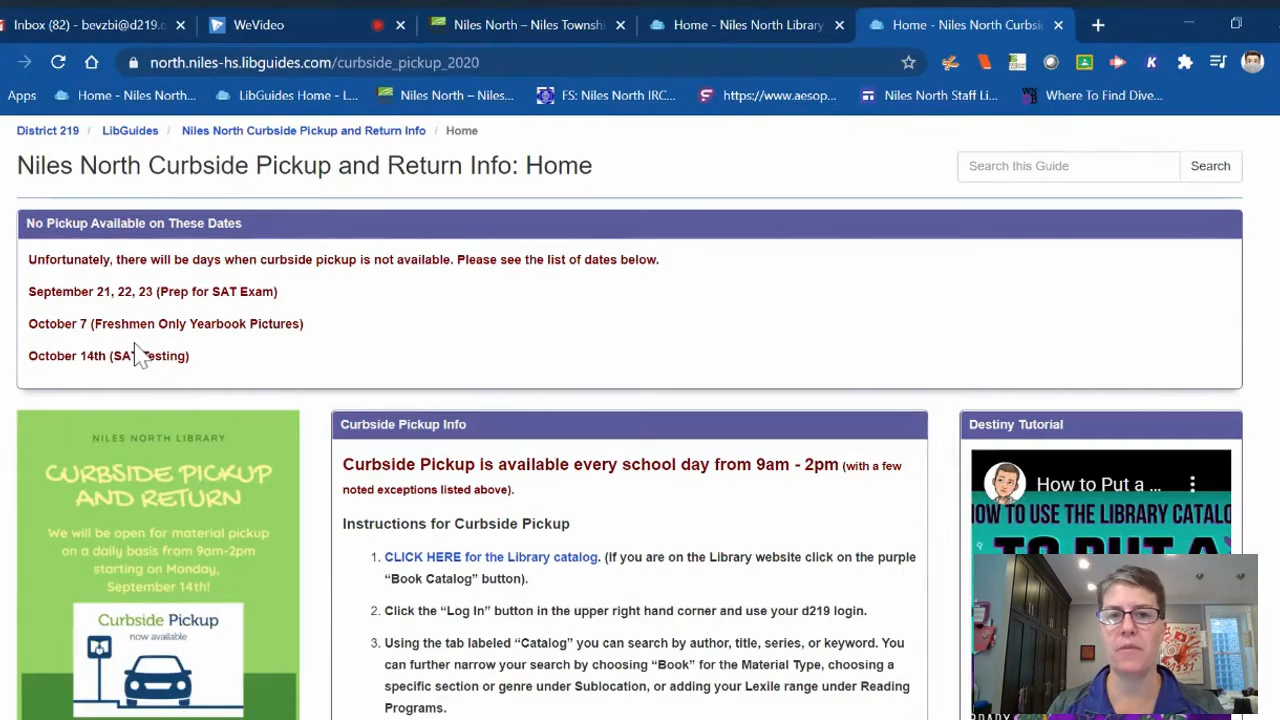 Inbox (82) - bevzbi@d219.o
WeVideo
Niles North – Niles Townshi
Home - Niles North Library
Home - Niles North Curbsi
north.niles-hs.libguides.com/curbside_pickup_2020
Apps
Home - Niles North...
LibGuides Home - L...
Niles North – Niles...
FS: Niles North IRC...
https://www.aesop...
Niles North Staff Li...
Where To Find Dive...
District 219 / LibGuides / Niles North Curbside Pickup and Return Info / Home
Niles North Curbside Pickup and Return Info: Home
Search this Guide
Search
No Pickup Available on These Dates
Unfortunately, there will be days when curbside pickup is not available. Please see the list of dates below.
September 21, 22, 23 (Prep for SAT Exam)
October 7 (Freshmen Only Yearbook Pictures)
October 14th (SAT Testing)
NILES NORTH LIBRARY
CURBSIDE PICKUP
AND RETURN
We will be open for material pickup
on a daily basis from 9am-2pm
starting on Monday,
September 14th!
Curbside Pickup
now available
Curbside Pickup Info
Curbside Pickup is available every school day from 9am - 2pm (with a few
noted exceptions listed above).
Instructions for Curbside Pickup
1. CLICK HERE for the Library catalog. (If you are on the Library website click on the purple
“Book Catalog” button).
2. Click the “Log In” button in the upper right hand corner and use your d219 login.
3. Using the tab labeled “Catalog” you can search by author, title, series, or keyword. You
can further narrow your search by choosing “Book” for the Material Type, choosing a
specific section or genre under Sublocation, or adding your Lexile range under Reading
Programs.
Destiny Tutorial
How to Put a ...
HOW TO USE THE LIBRARY CATALO
TO PUT A